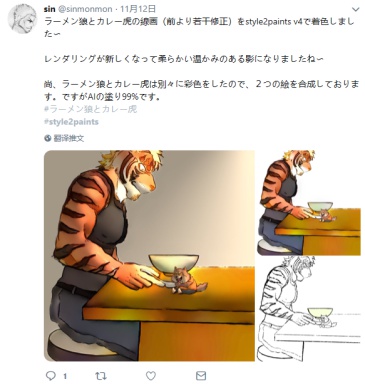 sin @sinmonmon · 11月12日
ラーメン狼とカレー虎の線画（前より若干修正）をstyle2paints v4で着色しまし
た〜
レンダリングが新しくなって柔らかい温かみのある影になりましたね〜
尚、ラーメン狼とカレー虎は別々に彩色をしたので、２つの絵を合成しておりま
す。ですがAIの塗り99%です。
#ラーメン狼とカレー虎
#style2paints
翻译推文
1